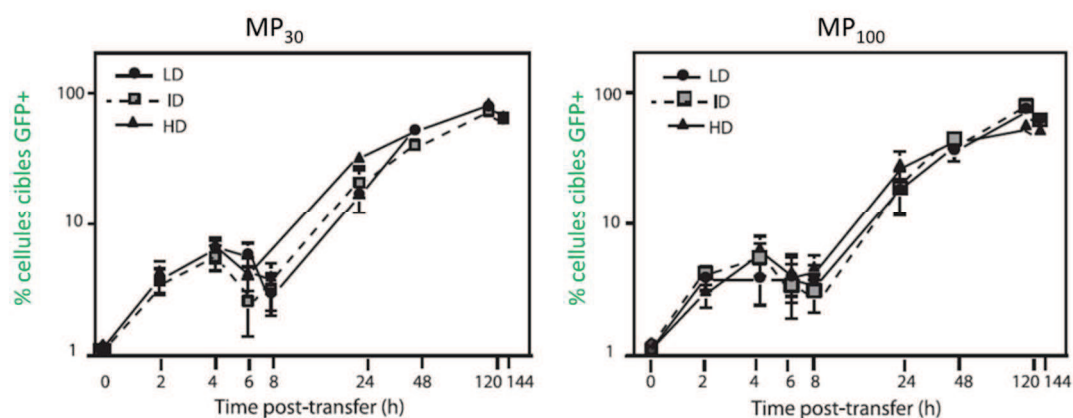 MP30
LD
ID
HD
% cellules cibles GFP+
100
10
1
0 2 4 6 8 24 48 120 144
Time post-transfer (h)
MP100
LD
ID
HD
% cellules cibles GFP+
100
10
1
0 2 4 6 8 24 48 120 144
Time post-transfer (h)